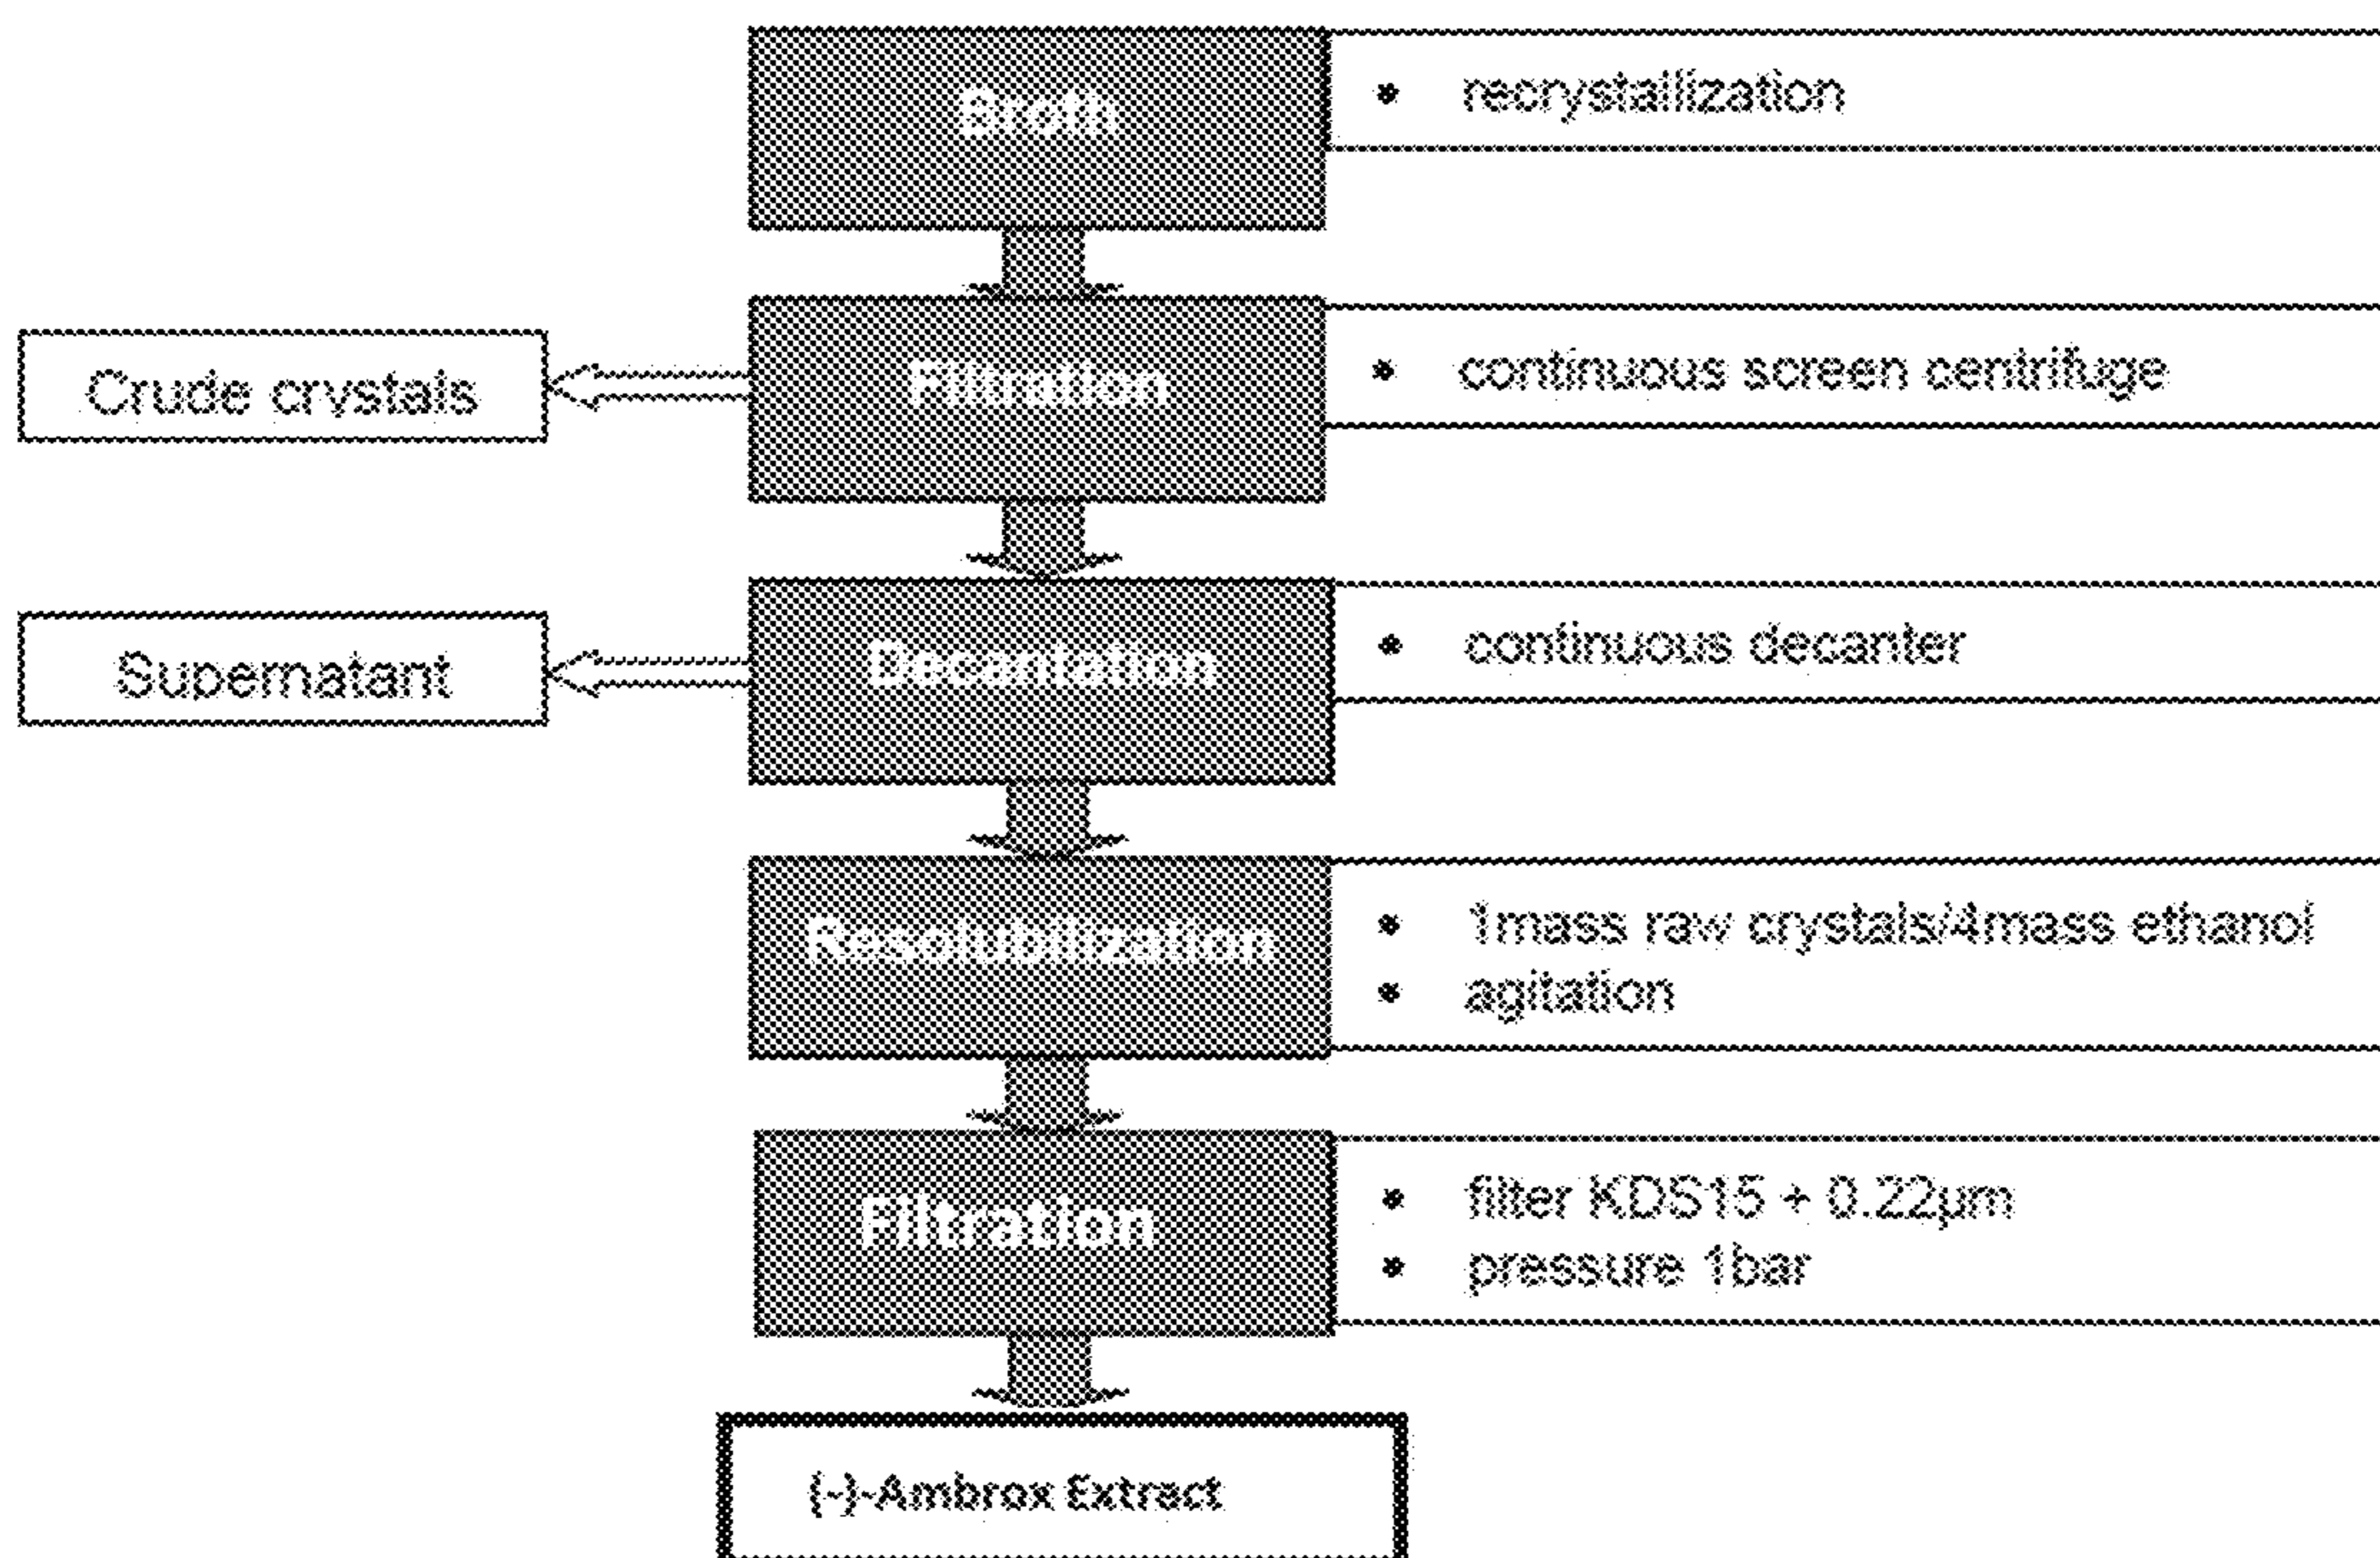 Broth
• recrystallization
Filtration
• continuous screen centrifuge
Crude crystals
Decantation
• continuous decanter
Supernatant
Resolubilization
• 1mass raw crystals/4mass ethanol
• agitation
Filtration
• filter KDS15 + 0.22µm
• pressure 1bar
(-)-Ambrox Extract